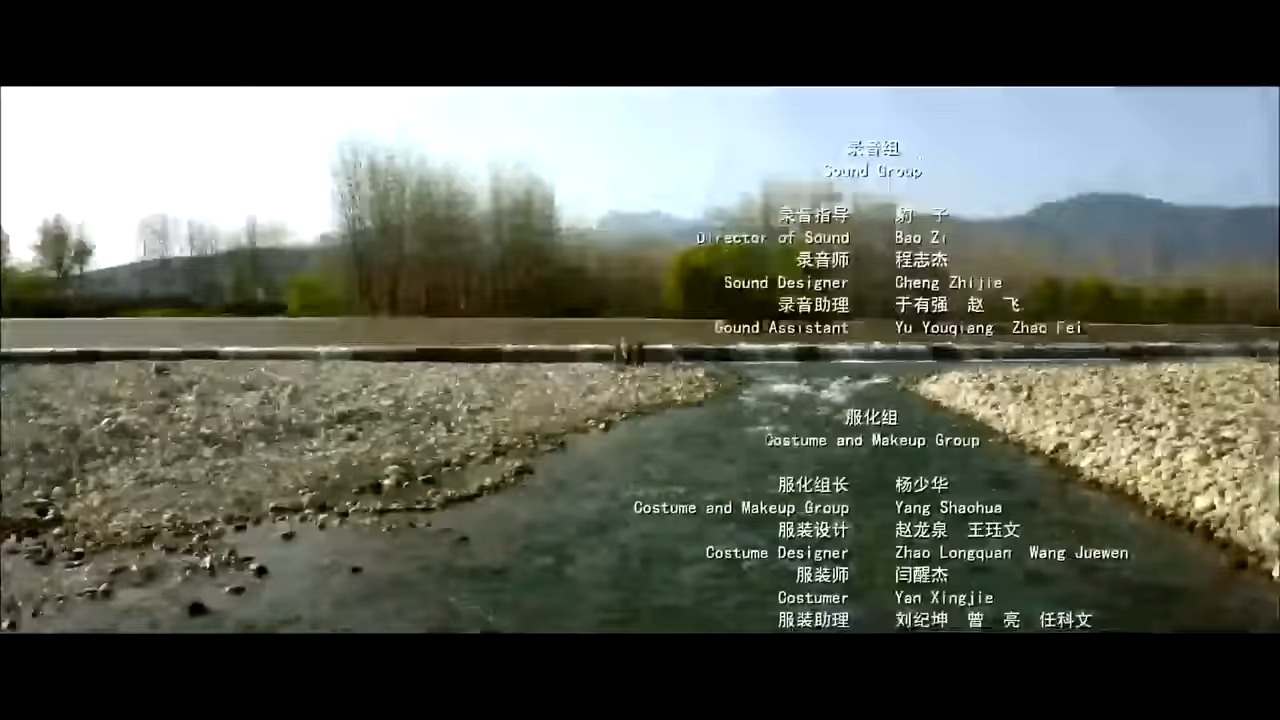 录音组
Sound Group
录音指导 豹 子
Director of Sound Bao Zi
录音师 程志杰
Sound Designer Cheng Zhijie
录音助理 于有强 赵 飞
Sound Assistant Yu Youqiang Zhao Fei
服化组
Costume and Makeup Group
服化组长 杨少华
Costume and Makeup Group Yang Shaohua
服装设计 赵龙泉 王珏文
Costume Designer Zhao Longquan Wang Juewen
服装师 闫醒杰
Costumer Yan Xingjie
服装助理 刘纪坤 曾 亮 任科文